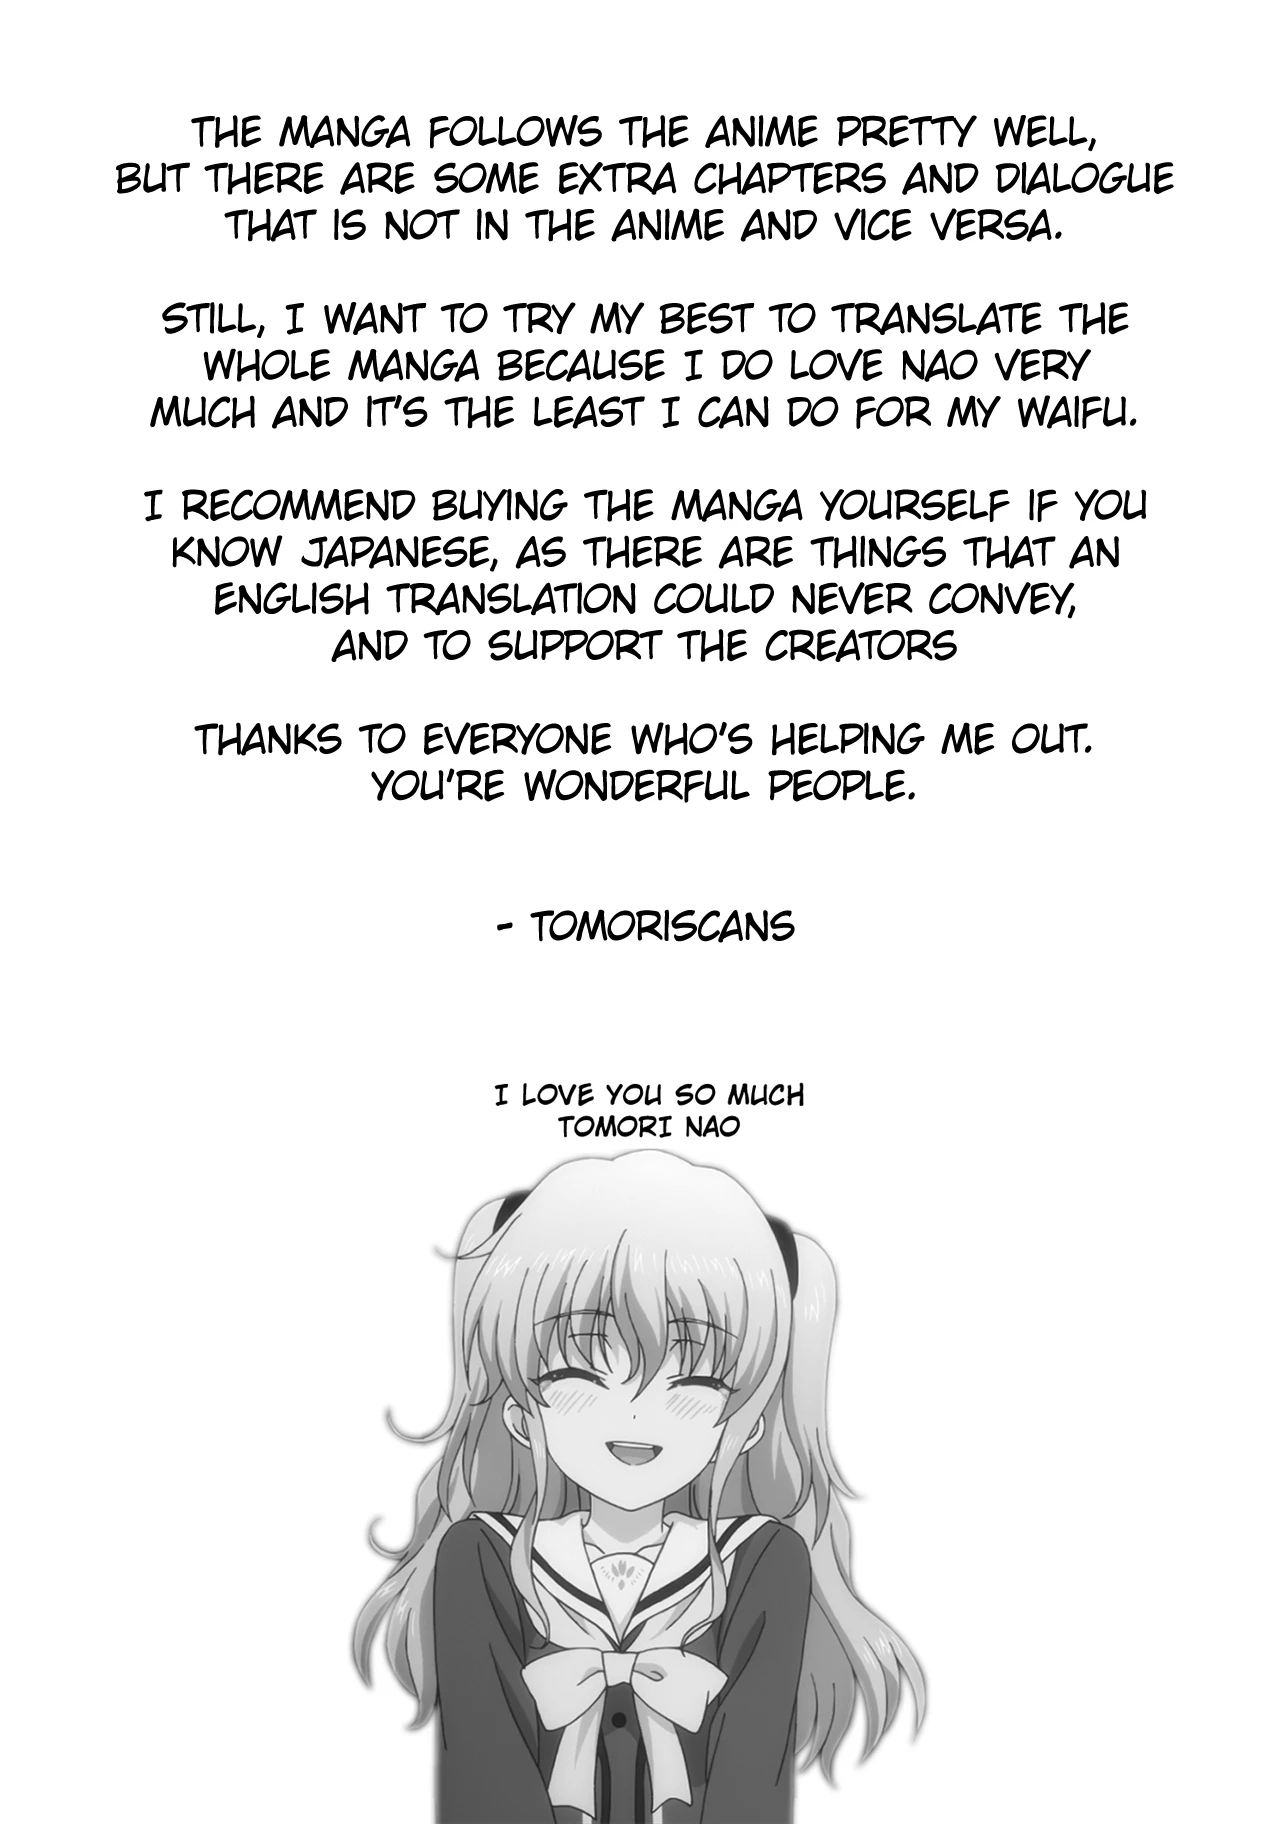 THE MANGA FOLLOWS THE ANIME PRETTY WELL,
BUT THERE ARE SOME EXTRA CHAPTERS AND DIALOGUE
THAT IS NOT IN THE ANIME AND VICE VERSA.
STILL, I WANT TO TRY MY BEST TO TRANSLATE THE
WHOLE MANGA BECAUSE I DO LOVE NAO VERY
MUCH AND IT'S THE LEAST I CAN DO FOR MY WAIFU.
I RECOMMEND BUYING THE MANGA YOURSELF IF YOU
KNOW JAPANESE, AS THERE ARE THINGS THAT AN
ENGLISH TRANSLATION COULD NEVER CONVEY,
AND TO SUPPORT THE CREATORS
THANKS TO EVERYONE WHO'S HELPING ME OUT.
YOU'RE WONDERFUL PEOPLE.
- TOMORISCANS
I LOVE YOU SO MUCH
TOMORI NAO